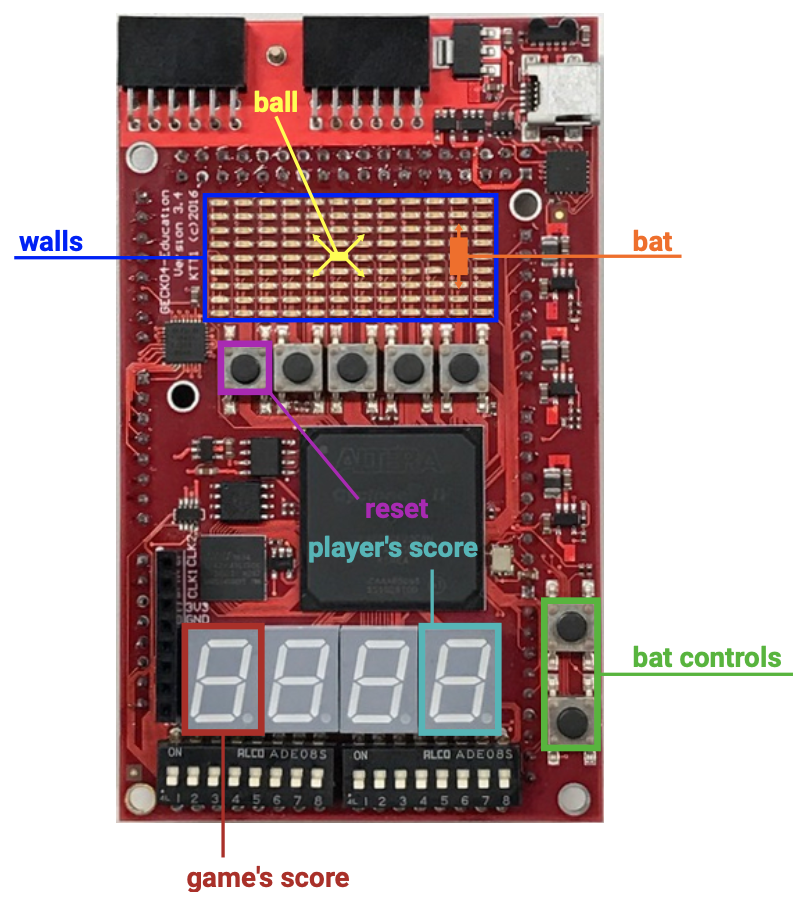 ball
walls
bat
GECKO4-Education
Version 3.4
KTT1 (c)2016
ALTERA
reset
player's score
CLK1 CLK2
3V3
GND
bat controls
ON
ALCO ADE08S
ON
ALCO ADE08S
1 2 3 4 5 6 7 8
1 2 3 4 5 6 7 8
game's score